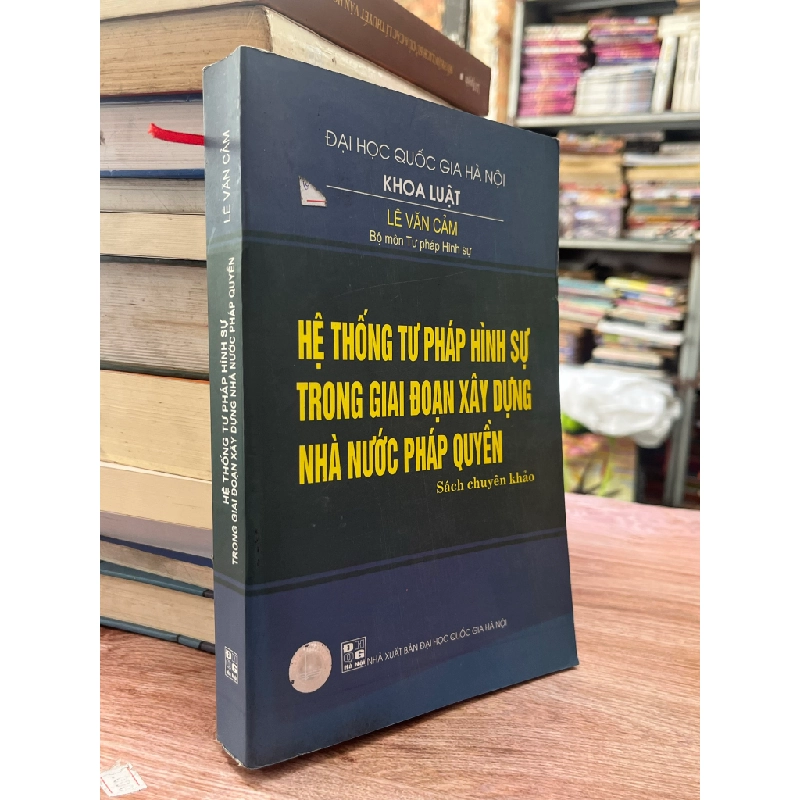 ĐẠI HỌC QUỐC GIA HÀ NỘI
KHOA LUẬT
LÊ VĂN CẢM
Bộ môn Tư pháp Hình sự
HỆ THỐNG TƯ PHÁP HÌNH SỰ
TRONG GIAI ĐOẠN XÂY DỰNG
NHÀ NƯỚC PHÁP QUYỀN
Sách chuyên khảo
NHÀ XUẤT BẢN ĐẠI HỌC QUỐC GIA HÀ NỘI
LÊ VĂN CẢM
HỆ THỐNG TƯ PHÁP HÌNH SỰ
TRONG GIAI ĐOẠN XÂY DỰNG NHÀ NƯỚC PHÁP QUYỀN